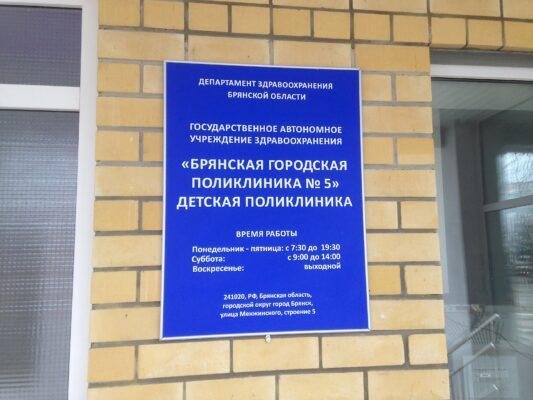 ДЕПАРТАМЕНТ ЗДРАВООХРАНЕНИЯ
БРЯНСКОЙ ОБЛАСТИ
ГОСУДАРСТВЕННОЕ АВТОНОМНОЕ
УЧРЕЖДЕНИЕ ЗДРАВООХРАНЕНИЯ
«БРЯНСКАЯ ГОРОДСКАЯ
ПОЛИКЛИНИКА № 5»
ДЕТСКАЯ ПОЛИКЛИНИКА
ВРЕМЯ РАБОТЫ
Понедельник - пятница: с 7:30 до 19:30
Суббота: с 9:00 до 14:00
Воскресенье: выходной
241020, РФ, Брянская область,
городской округ город Брянск,
улица Менжинского, строение 5